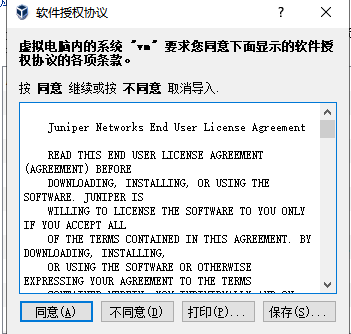 软件授权协议
虚拟电脑内的系统 "vm" 要求您同意下面显示的软件授
权协议的各项条款。
按 同意 继续或按 不同意 取消导入.
Juniper Networks End User License Agreement
READ THIS END USER LICENSE AGREEMENT
(AGREEMENT) BEFORE
DOWNLOADING, INSTALLING, OR USING THE
SOFTWARE. JUNIPER IS
WILLING TO LICENSE THE SOFTWARE TO YOU ONLY
IF YOU ACCEPT ALL
OF THE TERMS CONTAINED IN THIS AGREEMENT. BY
DOWNLOADING, INSTALLING,
OR USING THE SOFTWARE OR OTHERWISE
EXPRESSING YOUR AGREEMENT TO THE TERMS
同意(A) 不同意(D) 打印(P)... 保存(S)...